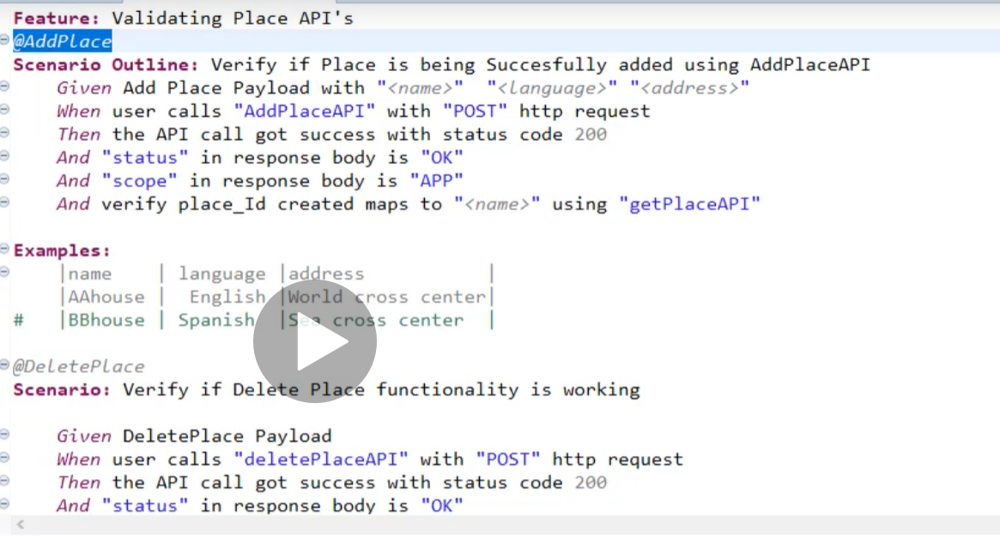 Feature: Validating Place API's
@AddPlace
Scenario Outline: Verify if Place is being Succesfully added using AddPlaceAPI
Given Add Place Payload with "<name>" "<language>" "<address>"
When user calls "AddPlaceAPI" with "POST" http request
Then the API call got success with status code 200
And "status" in response body is "OK"
And "scope" in response body is "APP"
And verify place_Id created maps to "<name>" using "getPlaceAPI"
Examples:
|name | language |address |
|AAhouse | English |World cross center|
# |BBhouse | Spanish |Sea cross center |
@DeletePlace
Scenario: Verify if Delete Place functionality is working
Given DeletePlace Payload
When user calls "deletePlaceAPI" with "POST" http request
Then the API call got success with status code 200
And "status" in response body is "OK"